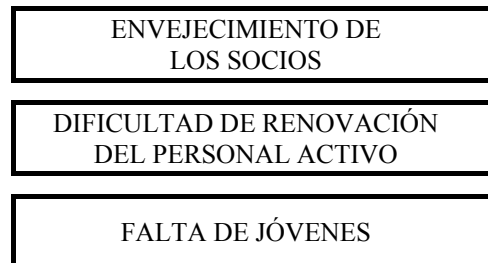 ENVEJECIMIENTO DE
LOS SOCIOS
DIFICULTAD DE RENOVACIÓN
DEL PERSONAL ACTIVO
FALTA DE JÓVENES